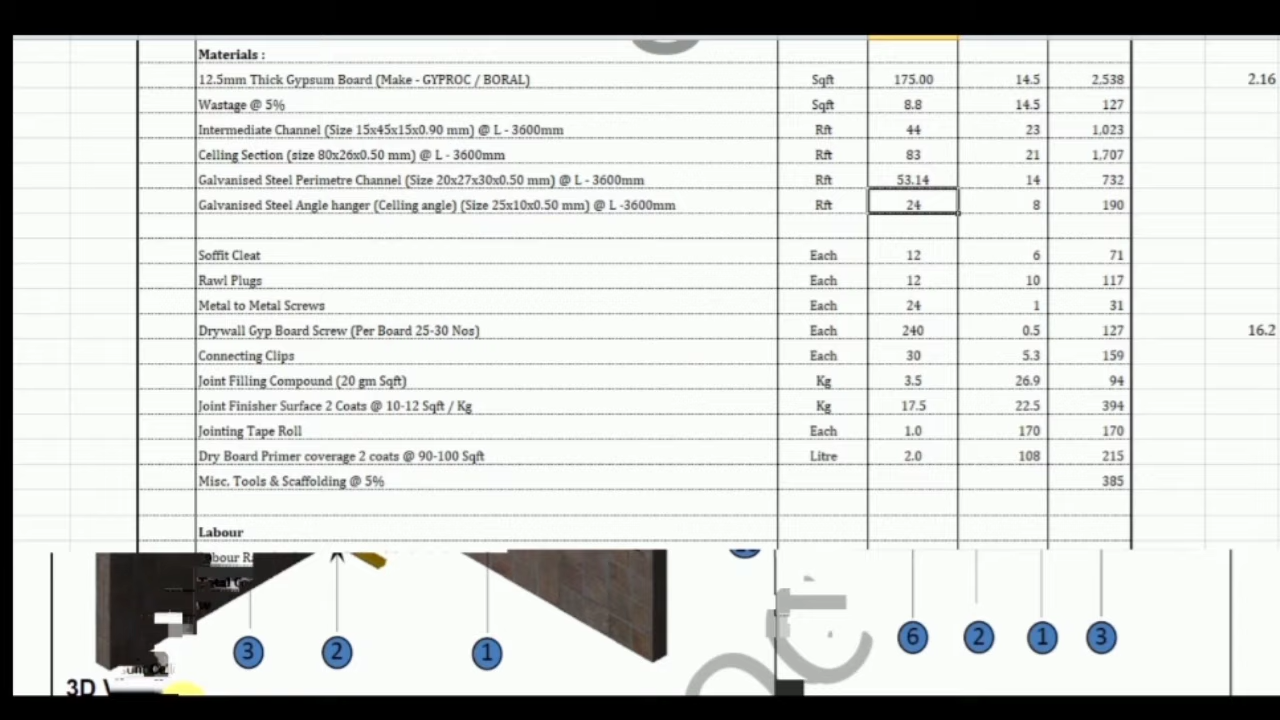 Materials :
12.5mm Thick Gypsum Board (Make - GYPROC / BORAL) Sqft 175.00 14.5 2,538 2.16
Wastage @ 5% Sqft 8.8 14.5 127
Intermediate Channel (Size 15x45x15x0.90 mm) @ L - 3600mm Rft 44 23 1,023
Celling Section (size 80x26x0.50 mm) @ L - 3600mm Rft 83 21 1,707
Galvanised Steel Perimetre Channel (Size 20x27x30x0.50 mm) @ L - 3600mm Rft 53.14 14 732
Galvanised Steel Angle hanger (Celling angle) (Size 25x10x0.50 mm) @ L -3600mm Rft 24 8 190
Soffit Cleat Each 12 6 71
Rawl Plugs Each 12 10 117
Metal to Metal Screws Each 24 1 31
Drywall Gyp Board Screw (Per Board 25-30 Nos) Each 240 0.5 127 16.2
Connecting Clips Each 30 5.3 159
Joint Filling Compound (20 gm Sqft) Kg 3.5 26.9 94
Joint Finisher Surface 2 Coats @ 10-12 Sqft / Kg Kg 17.5 22.5 394
Jointing Tape Roll Each 1.0 170 170
Dry Board Primer coverage 2 coats @ 90-100 Sqft Litre 2.0 108 215
Misc. Tools & Scaffolding @ 5% 385
Labour
3 2 1 6 2 1 3
3D